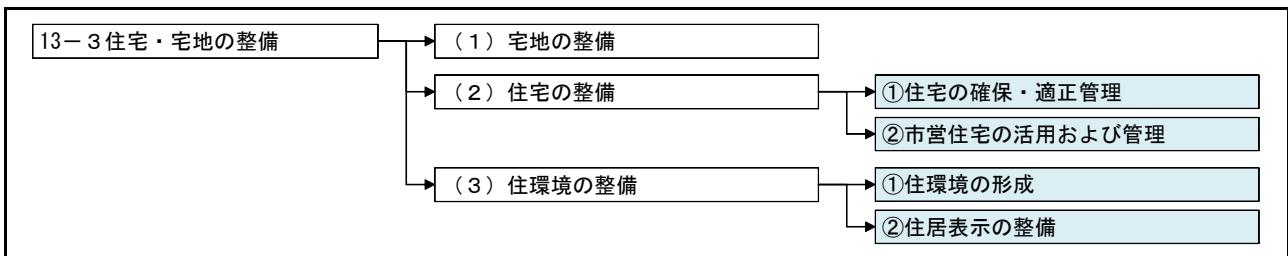 13－３住宅・宅地の整備
（１）宅地の整備
（２）住宅の整備
①住宅の確保・適正管理
②市営住宅の活用および管理
（３）住環境の整備
①住環境の形成
②住居表示の整備